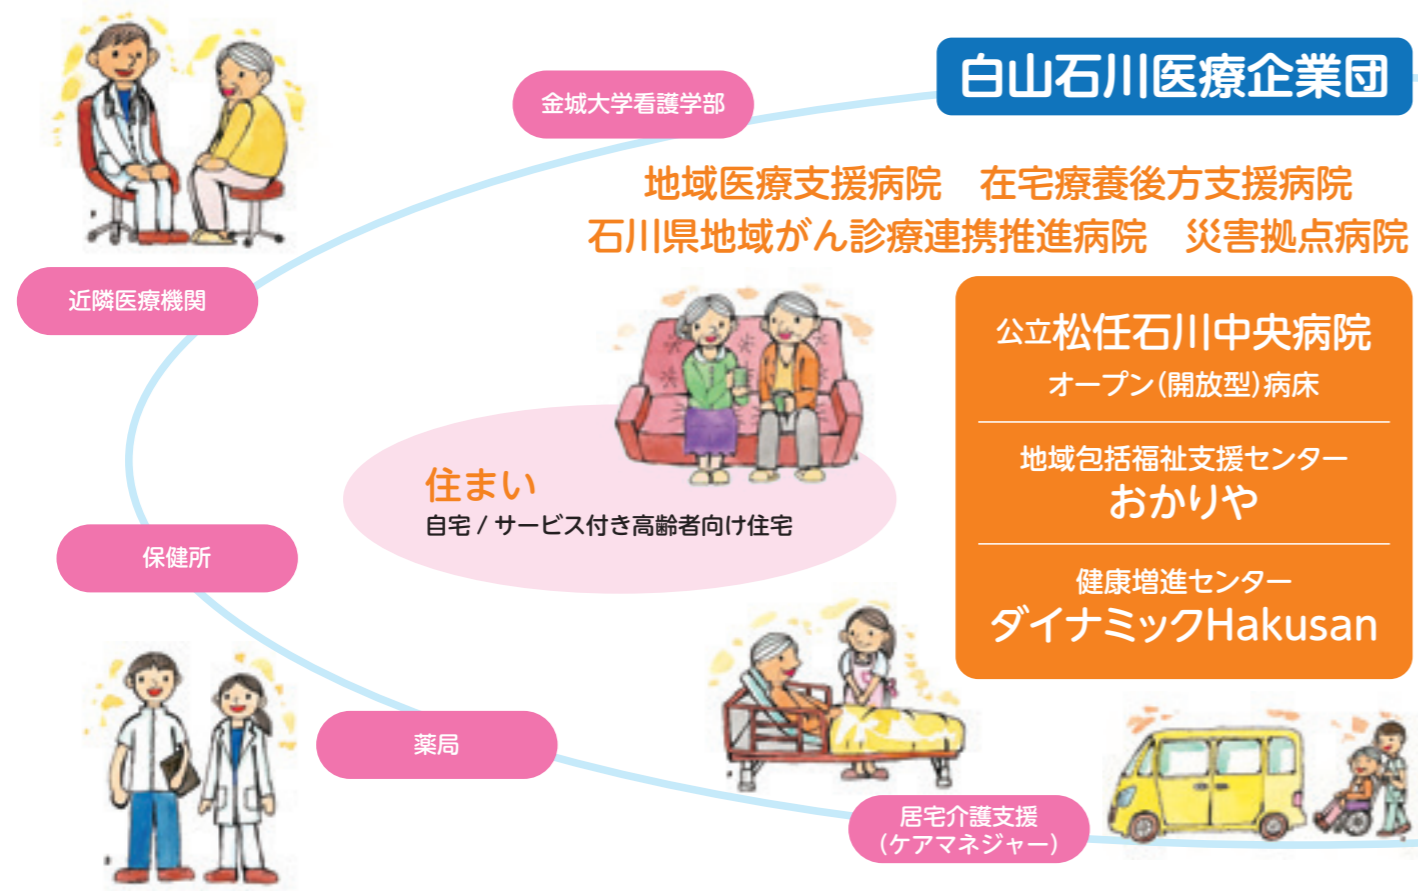 白山石川医療企業団
金城大学看護学部
地域医療支援病院　在宅療養後方支援病院
石川県地域がん診療連携推進病院　災害拠点病院
近隣医療機関
公立松任石川中央病院
オープン(開放型)病床
地域包括福祉支援センター
おかりや
健康増進センター
ダイナミックHakusan
住まい
自宅 / サービス付き高齢者向け住宅
保健所
薬局
居宅介護支援
(ケアマネジャー)